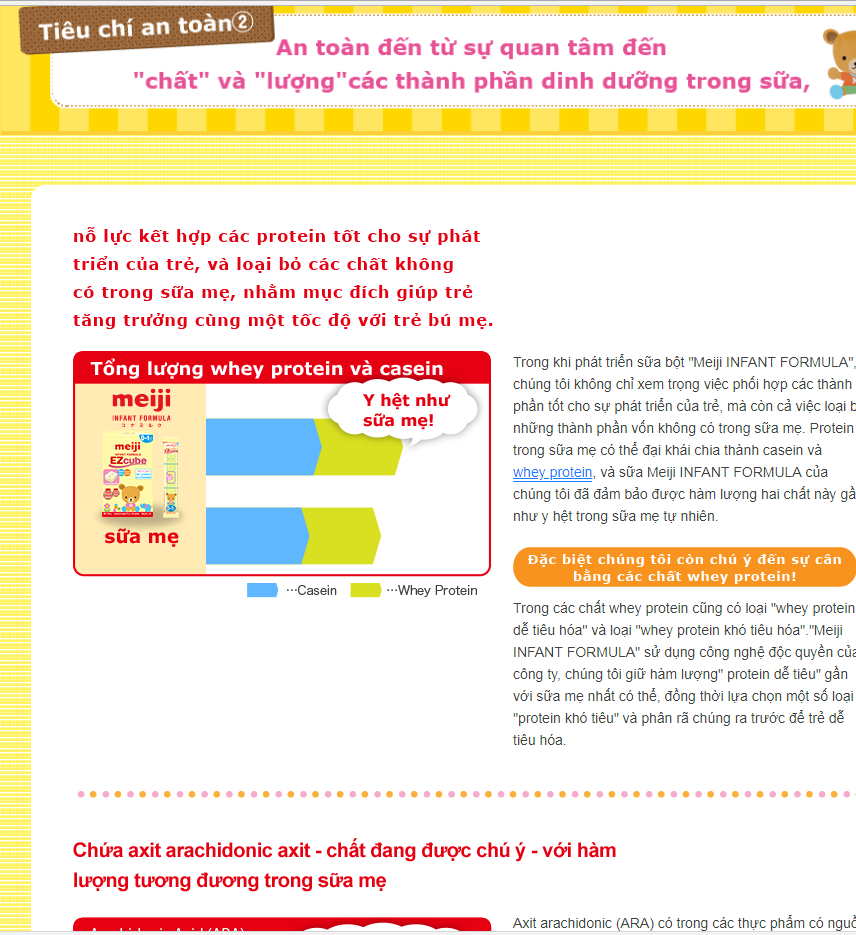 Tiêu chí an toàn②
An toàn đến từ sự quan tâm đến
"chất" và "lượng"các thành phần dinh dưỡng trong sữa,
nỗ lực kết hợp các protein tốt cho sự phát
triển của trẻ, và loại bỏ các chất không
có trong sữa mẹ, nhằm mục đích giúp trẻ
tăng trưởng cùng một tốc độ với trẻ bú mẹ.
Tổng lượng whey protein và casein
meiji
INFANT FORMULA
コナミルク
meiji
EZcube
0-1
sữa mẹ
Y hệt như
sữa mẹ!
…Casein
…Whey Protein
Trong khi phát triển sữa bột "Meiji INFANT FORMULA",
chúng tôi không chỉ xem trọng việc phối hợp các thành
phần tốt cho sự phát triển của trẻ, mà còn cả việc loại b
những thành phần vốn không có trong sữa mẹ. Protein
trong sữa mẹ có thể đại khái chia thành casein và
whey protein, và sữa Meiji INFANT FORMULA của
chúng tôi đã đảm bảo được hàm lượng hai chất này gầ
như y hệt trong sữa mẹ tự nhiên.
Đặc biệt chúng tôi còn chú ý đến sự cân
bằng các chất whey protein!
Trong các chất whey protein cũng có loại "whey protein
dễ tiêu hóa" và loại "whey protein khó tiêu hóa"."Meiji
INFANT FORMULA" sử dụng công nghệ độc quyền củа
công ty, chúng tôi giữ hàm lượng" protein dễ tiêu" gần
với sữa mẹ nhất có thể, đồng thời lựa chọn một số loại
"protein khó tiêu" và phân rã chúng ra trước để trẻ dễ
tiêu hóa.
Chứa axit arachidonic axit - chất đang được chú ý - với hàm
lượng tương đương trong sữa mẹ
Arachidonic Acid (ARA)
Axit arachidonic (ARA) có trong các thực phẩm có nguồ